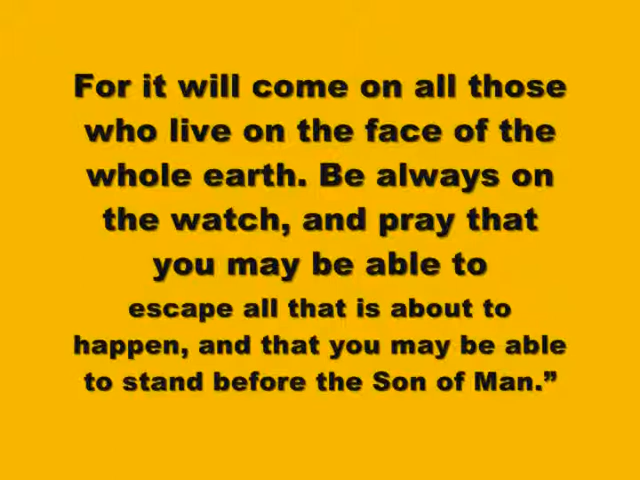 For it will come on all those
who live on the face of the
whole earth. Be always on
the watch, and pray that
you may be able to
escape all that is about to
happen, and that you may be able
to stand before the Son of Man.”